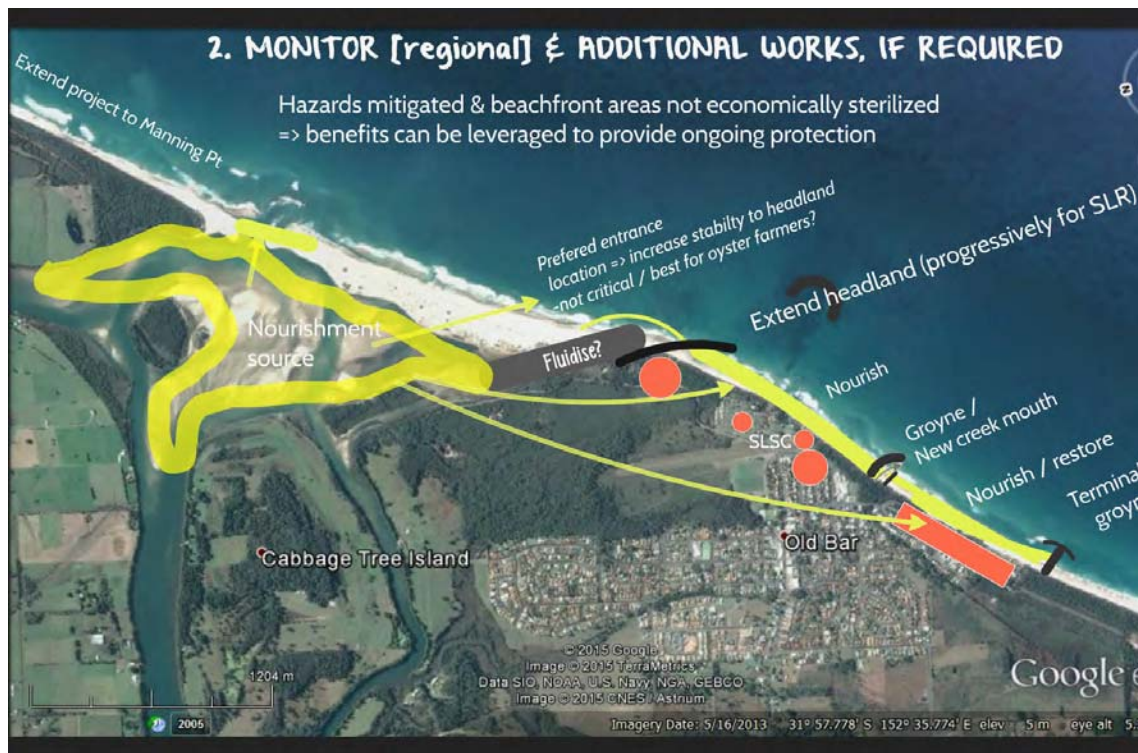 2. MONITOR [regional] & ADDITIONAL WORKS, IF REQUIRED
Extend project to Manning Pt
Hazards mitigated & beachfront areas not economically sterilized
=> benefits can be leveraged to provide ongoing protection
Prefered entrance
location => increase stabilty to headland
-not critical / best for oyster farmers?
Extend headland (progressively for SLR)
Nourishment
source
Fluidise?
Nourish
Groyne /
New creek mouth
SLSC
Nourish / restore
Terminal
groyn
Old Bar
Cabbage Tree Island
© 2015 Google
Image © 2015 TerraMetrics
Data SIO, NOAA, U.S. Navy, NGA, GEBCO
Image © 2015 CNES / Astrium
Google e
1204 m
2005
Imagery Date: 5/16/2013 31° 57.778' S 152° 35.774' E elev 5 m eye alt 5.